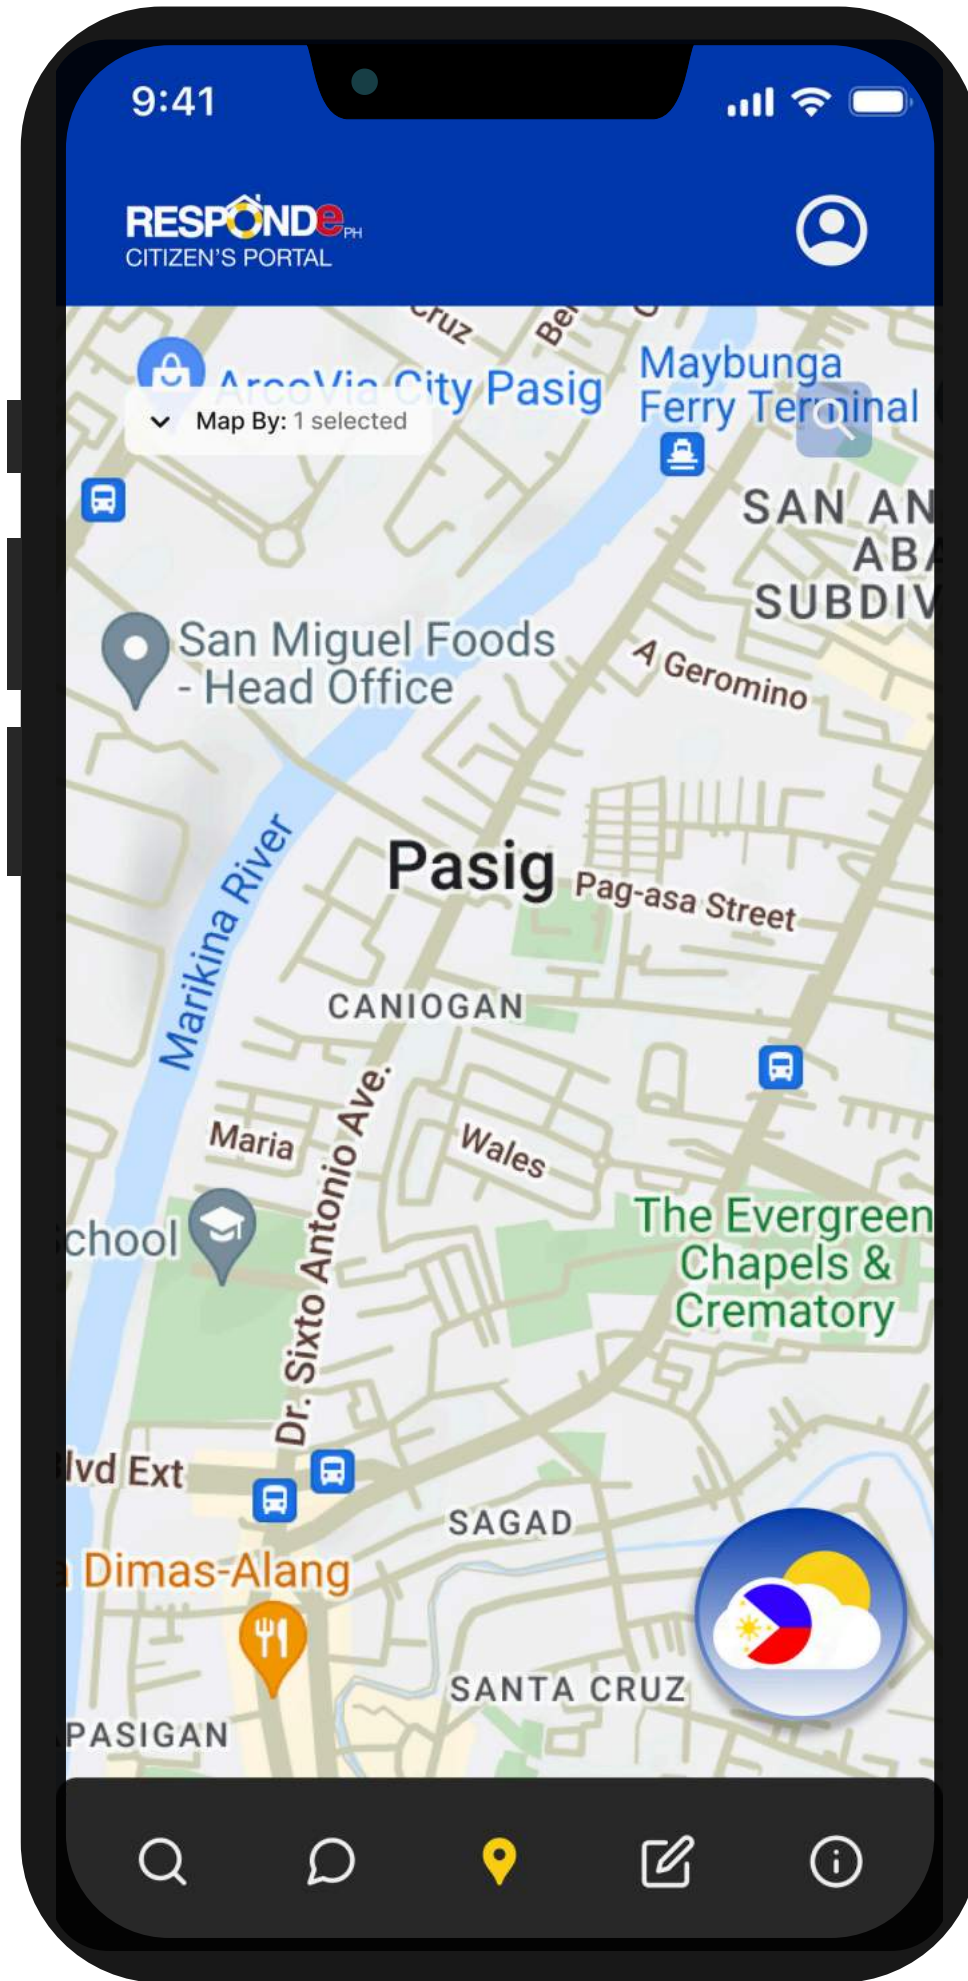 9:41
RESPONDe PH
CITIZEN'S PORTAL
Cruz
Ber
ArcoVia City Pasig
Maybunga
Ferry Terminal
Map By: 1 selected
SAN AN
ABA
SUBDIV
San Miguel Foods
- Head Office
A Geromino
Marikina River
Pasig
Pag-asa Street
CANIOGAN
Maria
Dr. Sixto Antonio Ave.
Wales
chool
The Evergreen
Chapels &
Crematory
lvd Ext
SAGAD
Dimas-Alang
SANTA CRUZ
PASIGAN